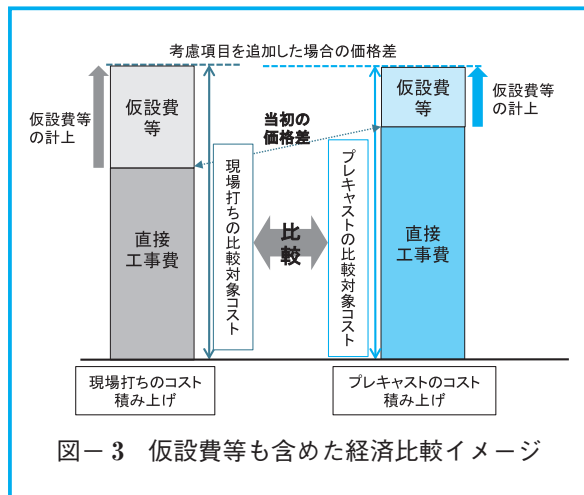 考慮項目を追加した場合の価格差
仮設費等
の計上
仮設費
等
当初の
価格差
仮設費
等
仮設費等
の計上
直接
工事費
現場打ちの比較対象コスト
比較
プレキャストの比較対象コスト
直接
工事費
現場打ちのコスト
積み上げ
プレキャストのコスト
積み上げ
図－3　仮設費等も含めた経済比較イメージ